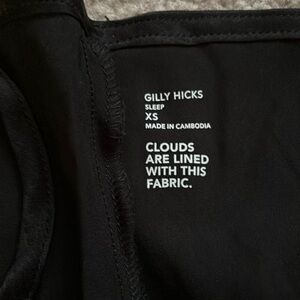 GILLY HICKS
SLEEP
XS
MADE IN CAMBODIA
CLOUDS
ARE LINED
WITH THIS
FABRIC.